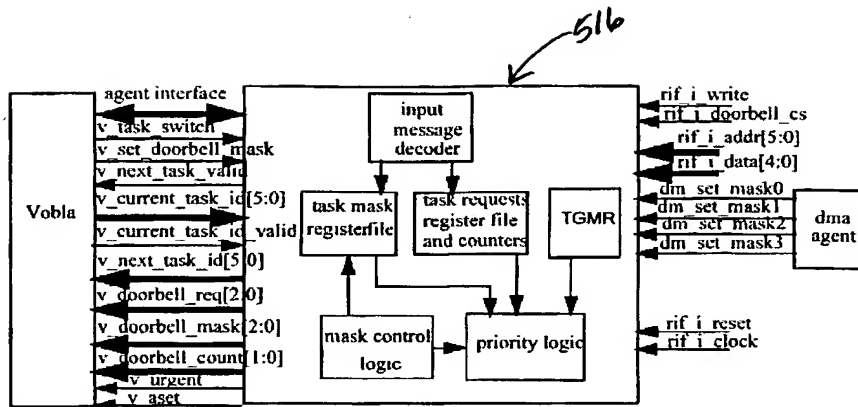 516
agent interface
v_task_switch
v_set_doorbell_mask
v_next_task_valid
v_current_task_id[5:0]
v_current_task_id_valid
v_next_task_id[5:0]
v_doorbell_req[2:0]
v_doorbell_mask[2:0]
v_doorbell_count[1:0]
v_urgent
v_aset
Vobla
input
message
decoder
task mask
registerfile
task requests
register file
and counters
TGMR
mask control
logic
priority logic
rif_i_write
rif_i_doorbell_cs
rif_i_addr[5:0]
rif_i_data[4:0]
dm_set_mask0
dm_set_mask1
dm_set_mask2
dm_set_mask3
dma
agent
rif_i_reset
rif_i_clock